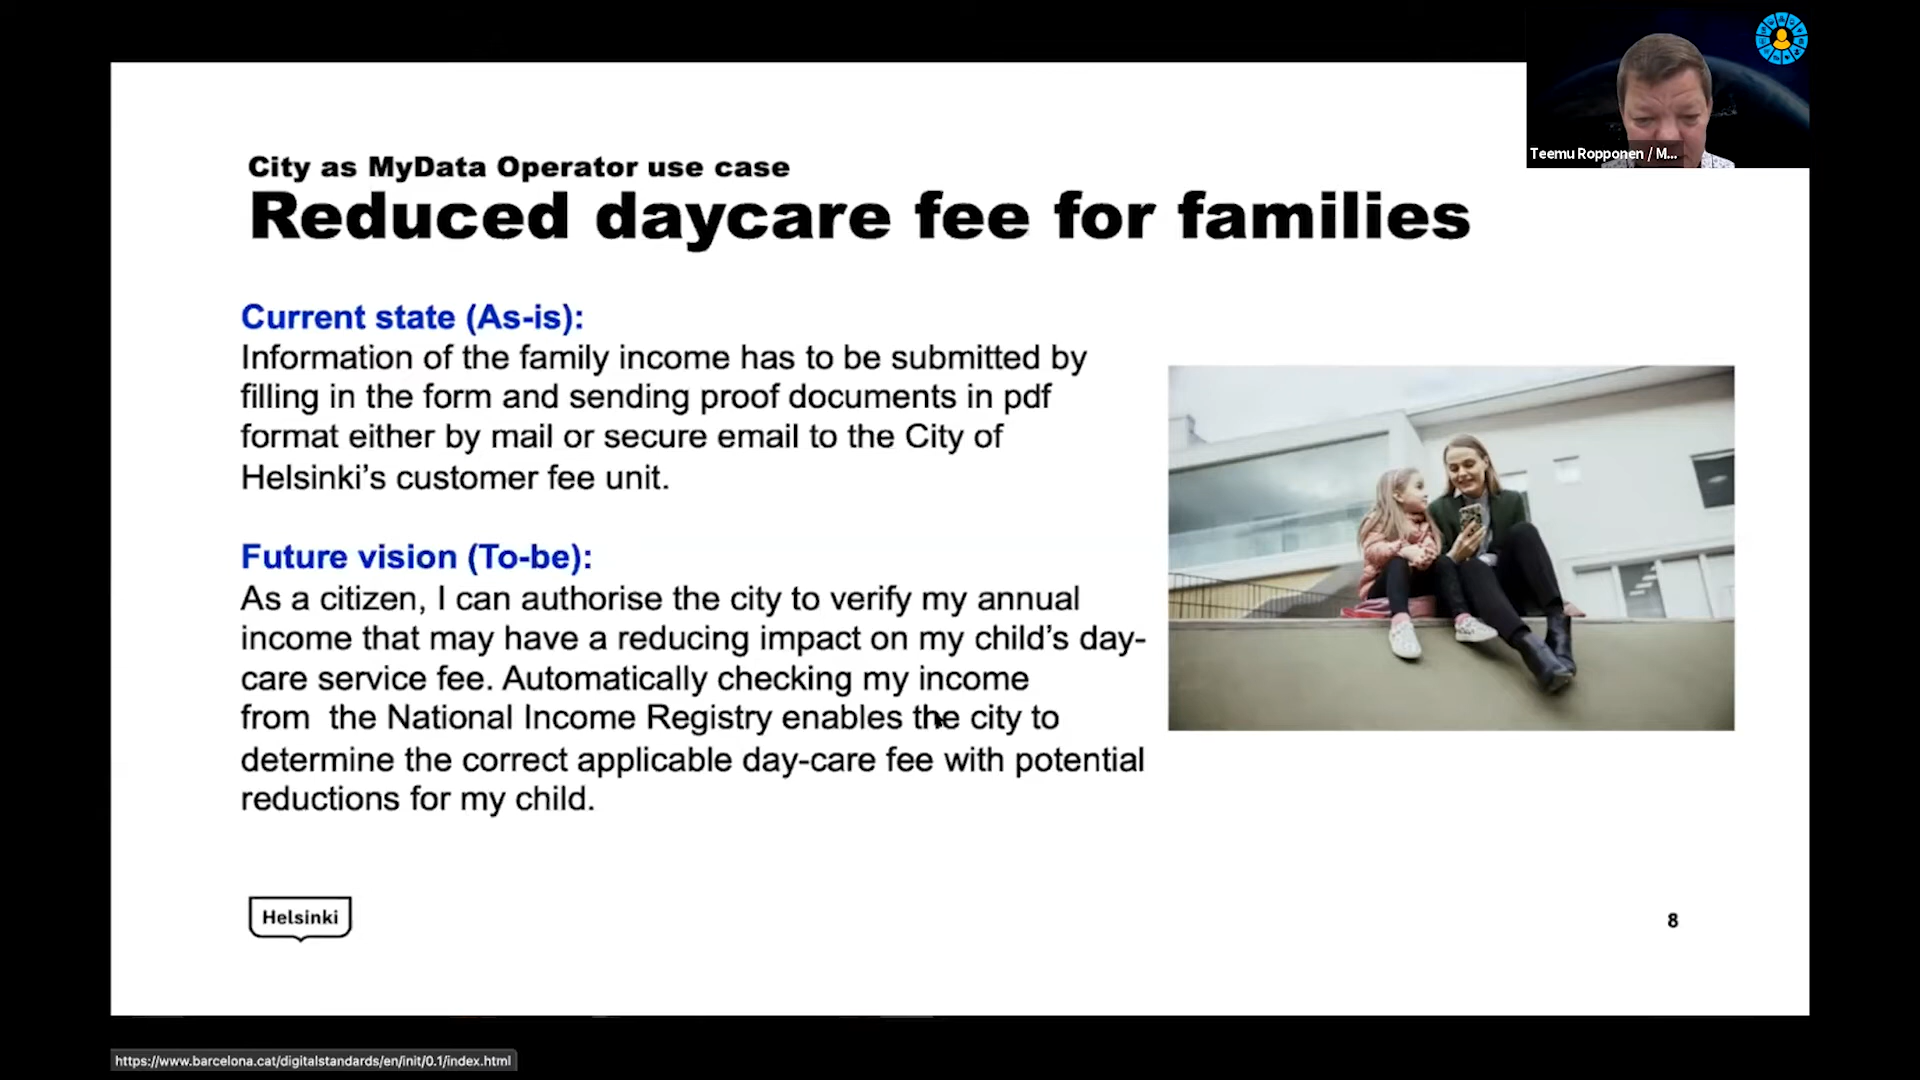 Teemu Ropponen / M...
City as MyData Operator use case
Reduced daycare fee for families
Current state (As-is):
Information of the family income has to be submitted by
filling in the form and sending proof documents in pdf
format either by mail or secure email to the City of
Helsinki’s customer fee unit.
Future vision (To-be):
As a citizen, I can authorise the city to verify my annual
income that may have a reducing impact on my child’s day-
care service fee. Automatically checking my income
from the National Income Registry enables the city to
determine the correct applicable day-care fee with potential
reductions for my child.
Helsinki
8
https://www.barcelona.cat/digitalstandards/en/init/0.1/index.html